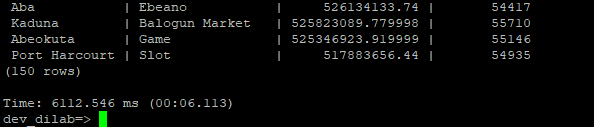 Aba | Ebeano | 526134133.74 | 54417
Kaduna | Balogun Market | 525823089.779998 | 55710
Abeokuta | Game | 525346923.919999 | 55146
Port Harcourt | Slot | 517883656.44 | 54935
(150 rows)
Time: 6112.546 ms (00:06.113)
dev_dilab=>